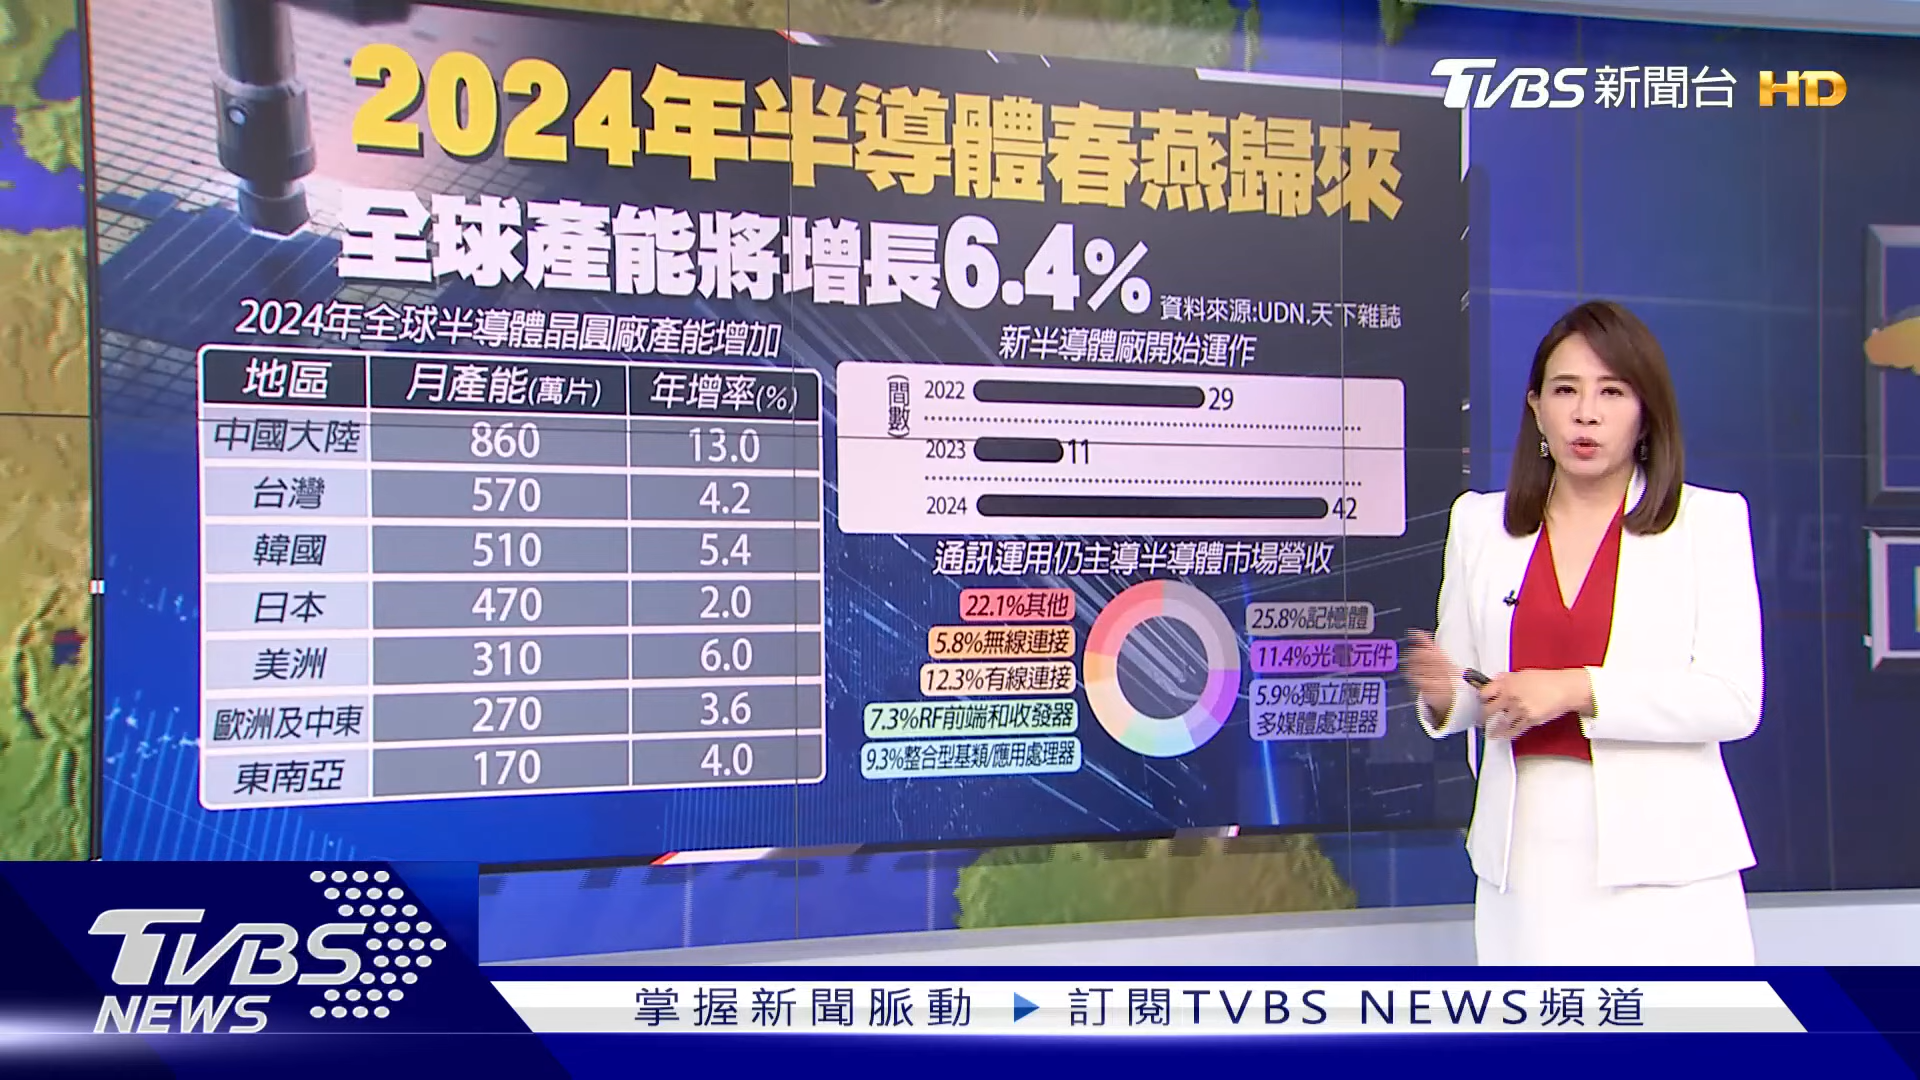 TVBS新聞台 HD
2024年半導體春燕歸來
全球產能將增長6.4%
資料來源:UDN.天下雜誌
2024年全球半導體晶圓廠產能增加
地區 月產能(萬片) 年增率(%)
中國大陸 860 13.0
台灣 570 4.2
韓國 510 5.4
日本 470 2.0
美洲 310 6.0
歐洲及中東 270 3.6
東南亞 170 4.0
新半導體廠開始運作
(間數)
2022 29
2023 11
2024 42
通訊運用仍主導半導體市場營收
22.1%其他
5.8%無線連接
12.3%有線連接
7.3%RF前端和收發器
9.3%整合型基類/應用處理器
25.8%記憶體
11.4%光電元件
5.9%獨立應用
多媒體處理器
TVBS
NEWS
掌握新聞脈動 ▶ 訂閱TVBS NEWS頻道